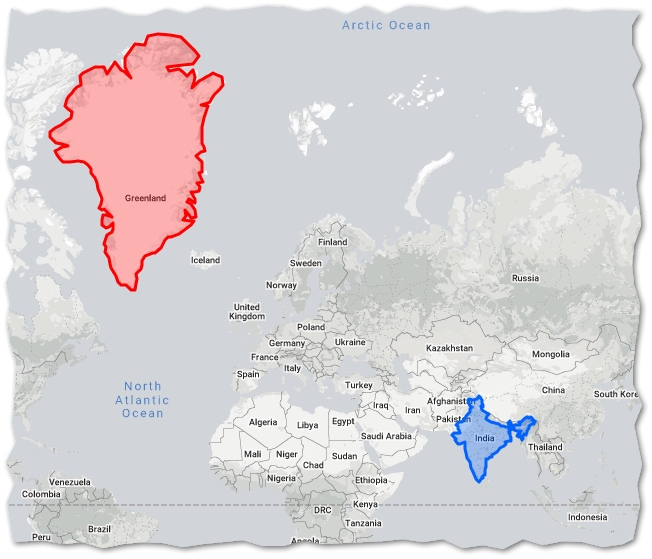 Arctic Ocean
Greenland
Finland
Iceland
Sweden
Russia
Norway
United
Kingdom
Poland
Ukraine
Germany
Kazakhstan
France
Mongolia
Italy
Spain
Turkey
China
North
Atlantic
Ocean
South Kore
Afghanistan
Iraq
Iran
Algeria
Egypt
Pakistan
Libya
Saudi Arabia
India
Thailand
Mali
Niger
Sudan
Chad
Nigeria
Ethiopia
Venezuela
Colombia
Kenya
DRC
Indonesia
Tanzania
Brazil
Peru
Angola